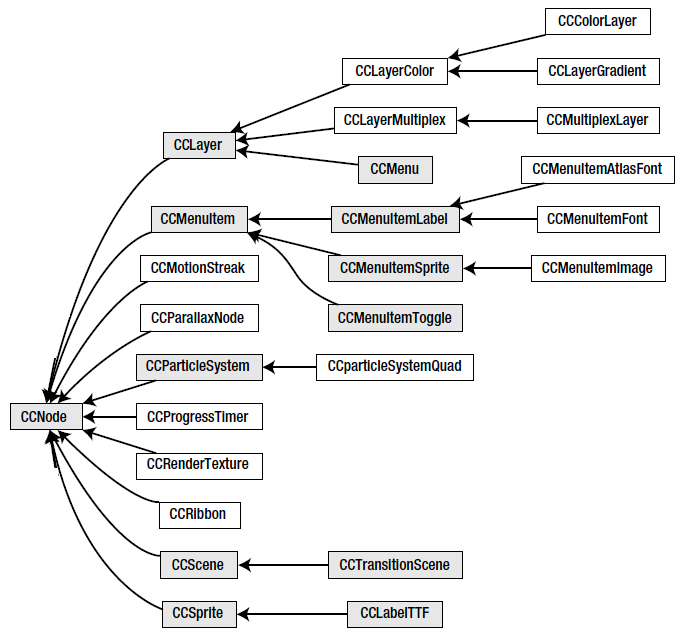 CCColorLayer
CCLayerColor
CCLayerGradient
CCLayerMultiplex
CCMultiplexLayer
CCLayer
CCMenu
CCMenuItemAtlasFont
CCMenuItem
CCMenuItemLabel
CCMenuItemFont
CCMotionStreak
CCMenuItemSprite
CCMenuItemImage
CCParallaxNode
CCMenuItemToggle
CCParticleSystem
CCparticleSystemQuad
CCNode
CCProgressTimer
CCRenderTexture
CCRibbon
CCScene
CCTransitionScene
CCSprite
CCLabelTTF